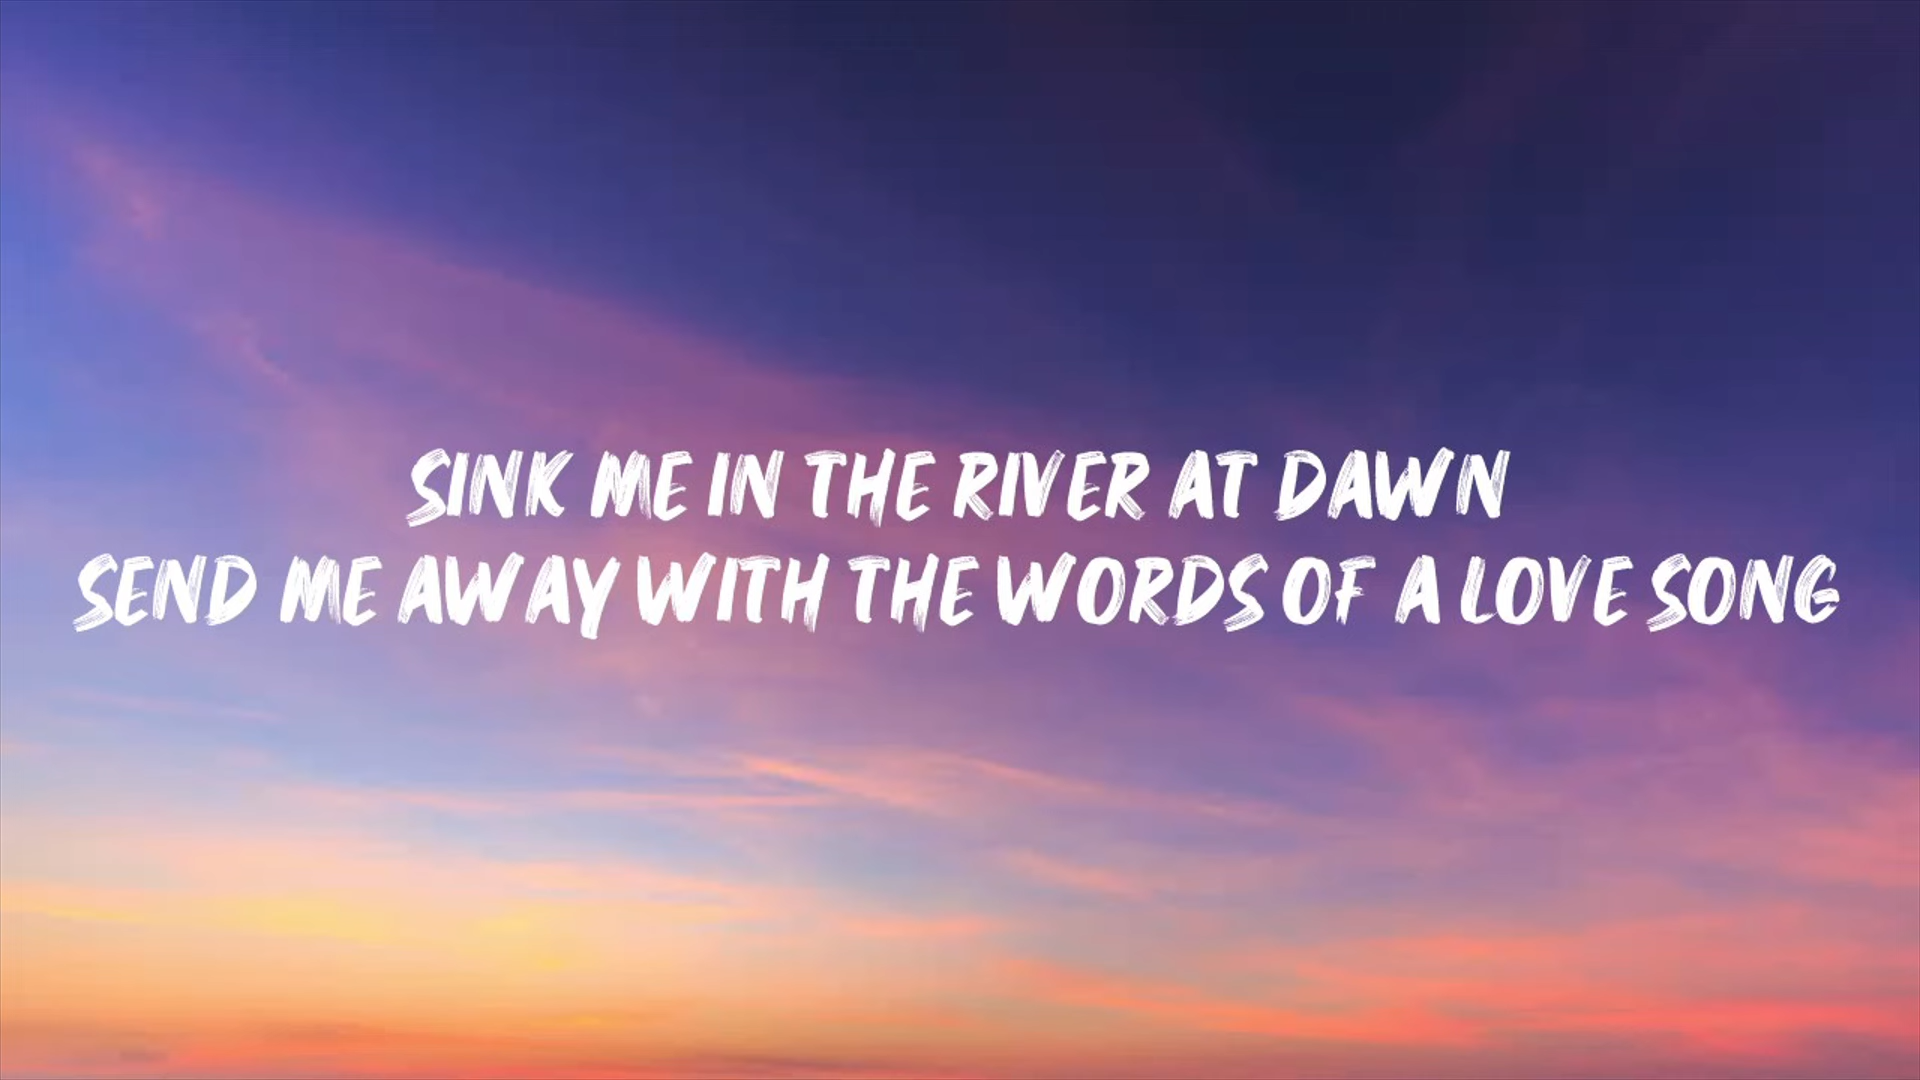 SINK ME IN THE RIVER AT DAWN
SEND ME AWAY WITH THE WORDS OF A LOVE SONG